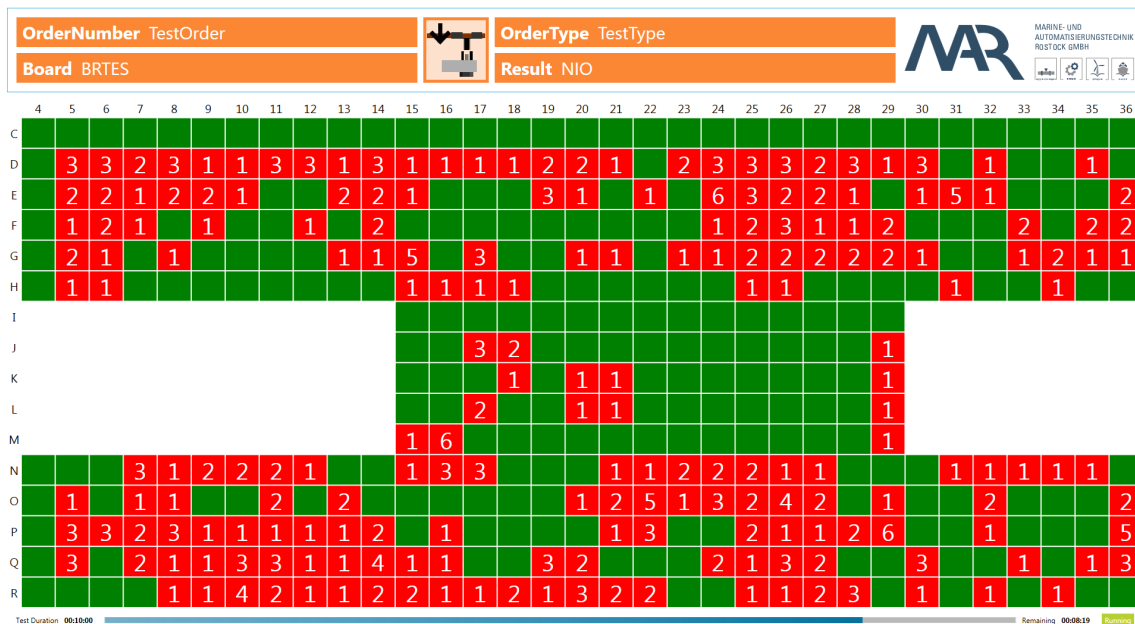 OrderNumber TestOrder
OrderType TestType
Board BRTES
Result NIO
MAR
MARINE- UND
AUTOMATISIERUNGSTECHNIK
ROSTOCK GMBH
4 5 6 7 8 9 10 11 12 13 14 15 16 17 18 19 20 21 22 23 24 25 26 27 28 29 30 31 32 33 34 35 36
C
D 3 3 2 3 1 1 3 3 1 3 1 1 1 1 2 2 1 2 3 3 3 2 3 1 3 1 1
E 2 2 1 2 2 1 2 2 1 3 1 1 6 3 2 2 1 1 5 1 2
F 1 2 1 1 1 2 1 2 3 1 1 2 2 2 2
G 2 1 1 1 1 5 3 1 1 1 1 2 2 2 2 2 1 1 2 1 1
H 1 1 1 1 1 1 1 1 1 1
I
J 3 2 1
K 1 1 1 1
L 2 1 1 1
M 1 6 1
N 3 1 2 2 2 1 1 3 3 1 1 2 2 2 1 1 1 1 1 1 1
O 1 1 1 2 2 1 2 5 1 3 2 4 2 1 2 2
P 3 3 2 3 1 1 1 1 1 2 1 1 3 2 1 1 2 6 1 5
Q 3 2 1 1 3 3 1 1 4 1 1 3 2 2 1 3 2 3 1 1 3
R 1 1 4 2 1 1 2 2 1 1 2 1 3 2 2 1 1 2 3 1 1 1
Test Duration 00:10:00
Remaining 00:08:19
Running